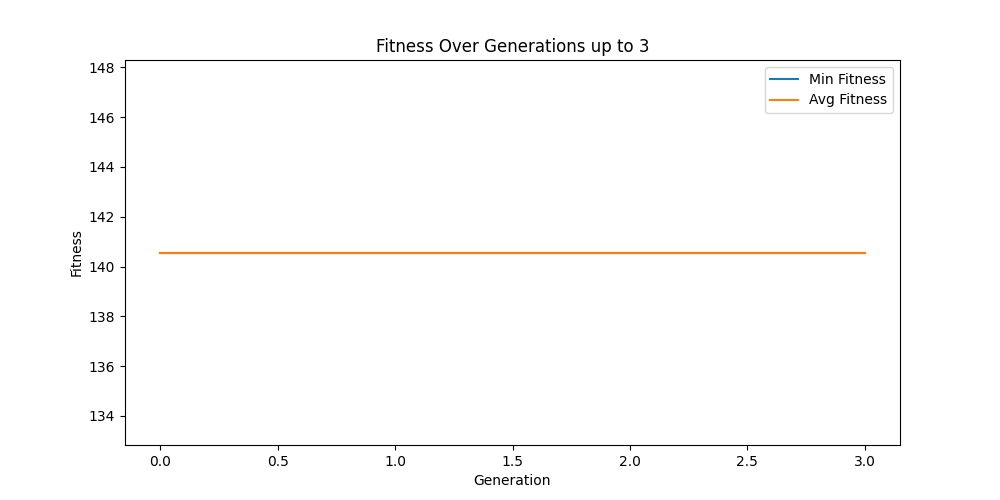 Fitness Over Generations up to 3
Min Fitness
Avg Fitness
148
146
144
142
140
138
136
134
Fitness
0.0 0.5 1.0 1.5 2.0 2.5 3.0
Generation